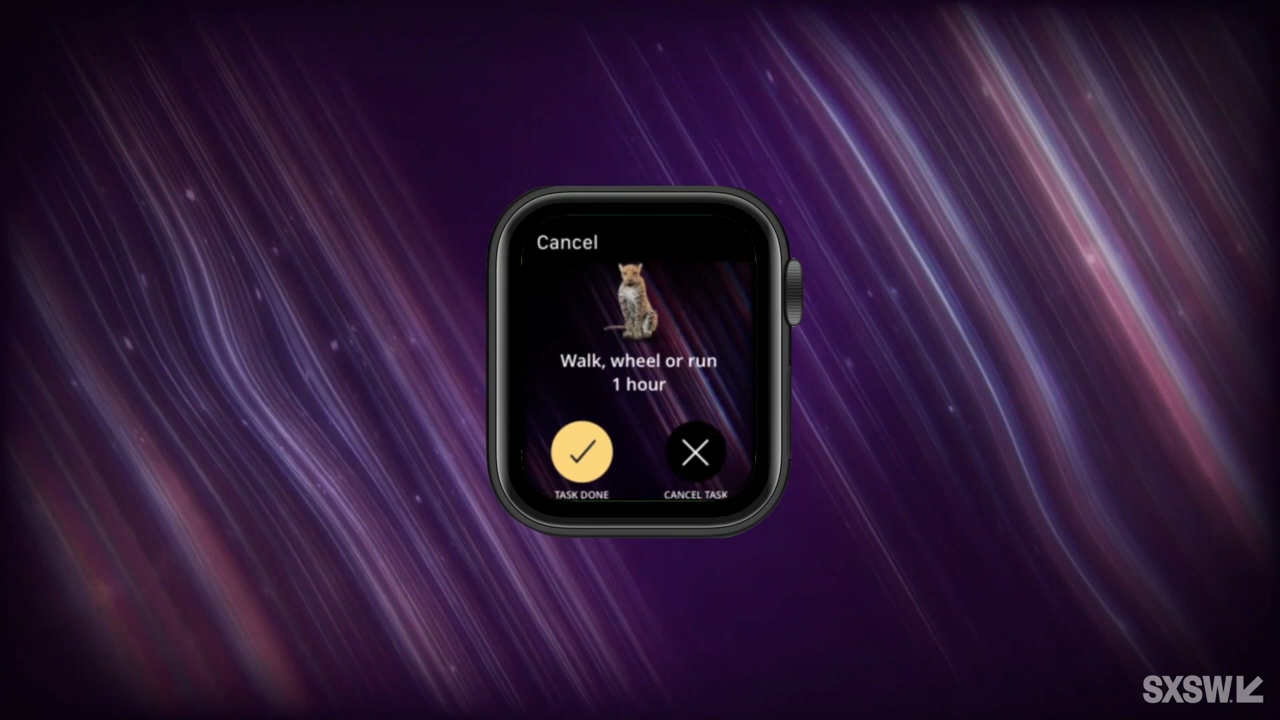 Cancel
Walk, wheel or run
1 hour
TASK DONE
CANCEL TASK
SXSW.